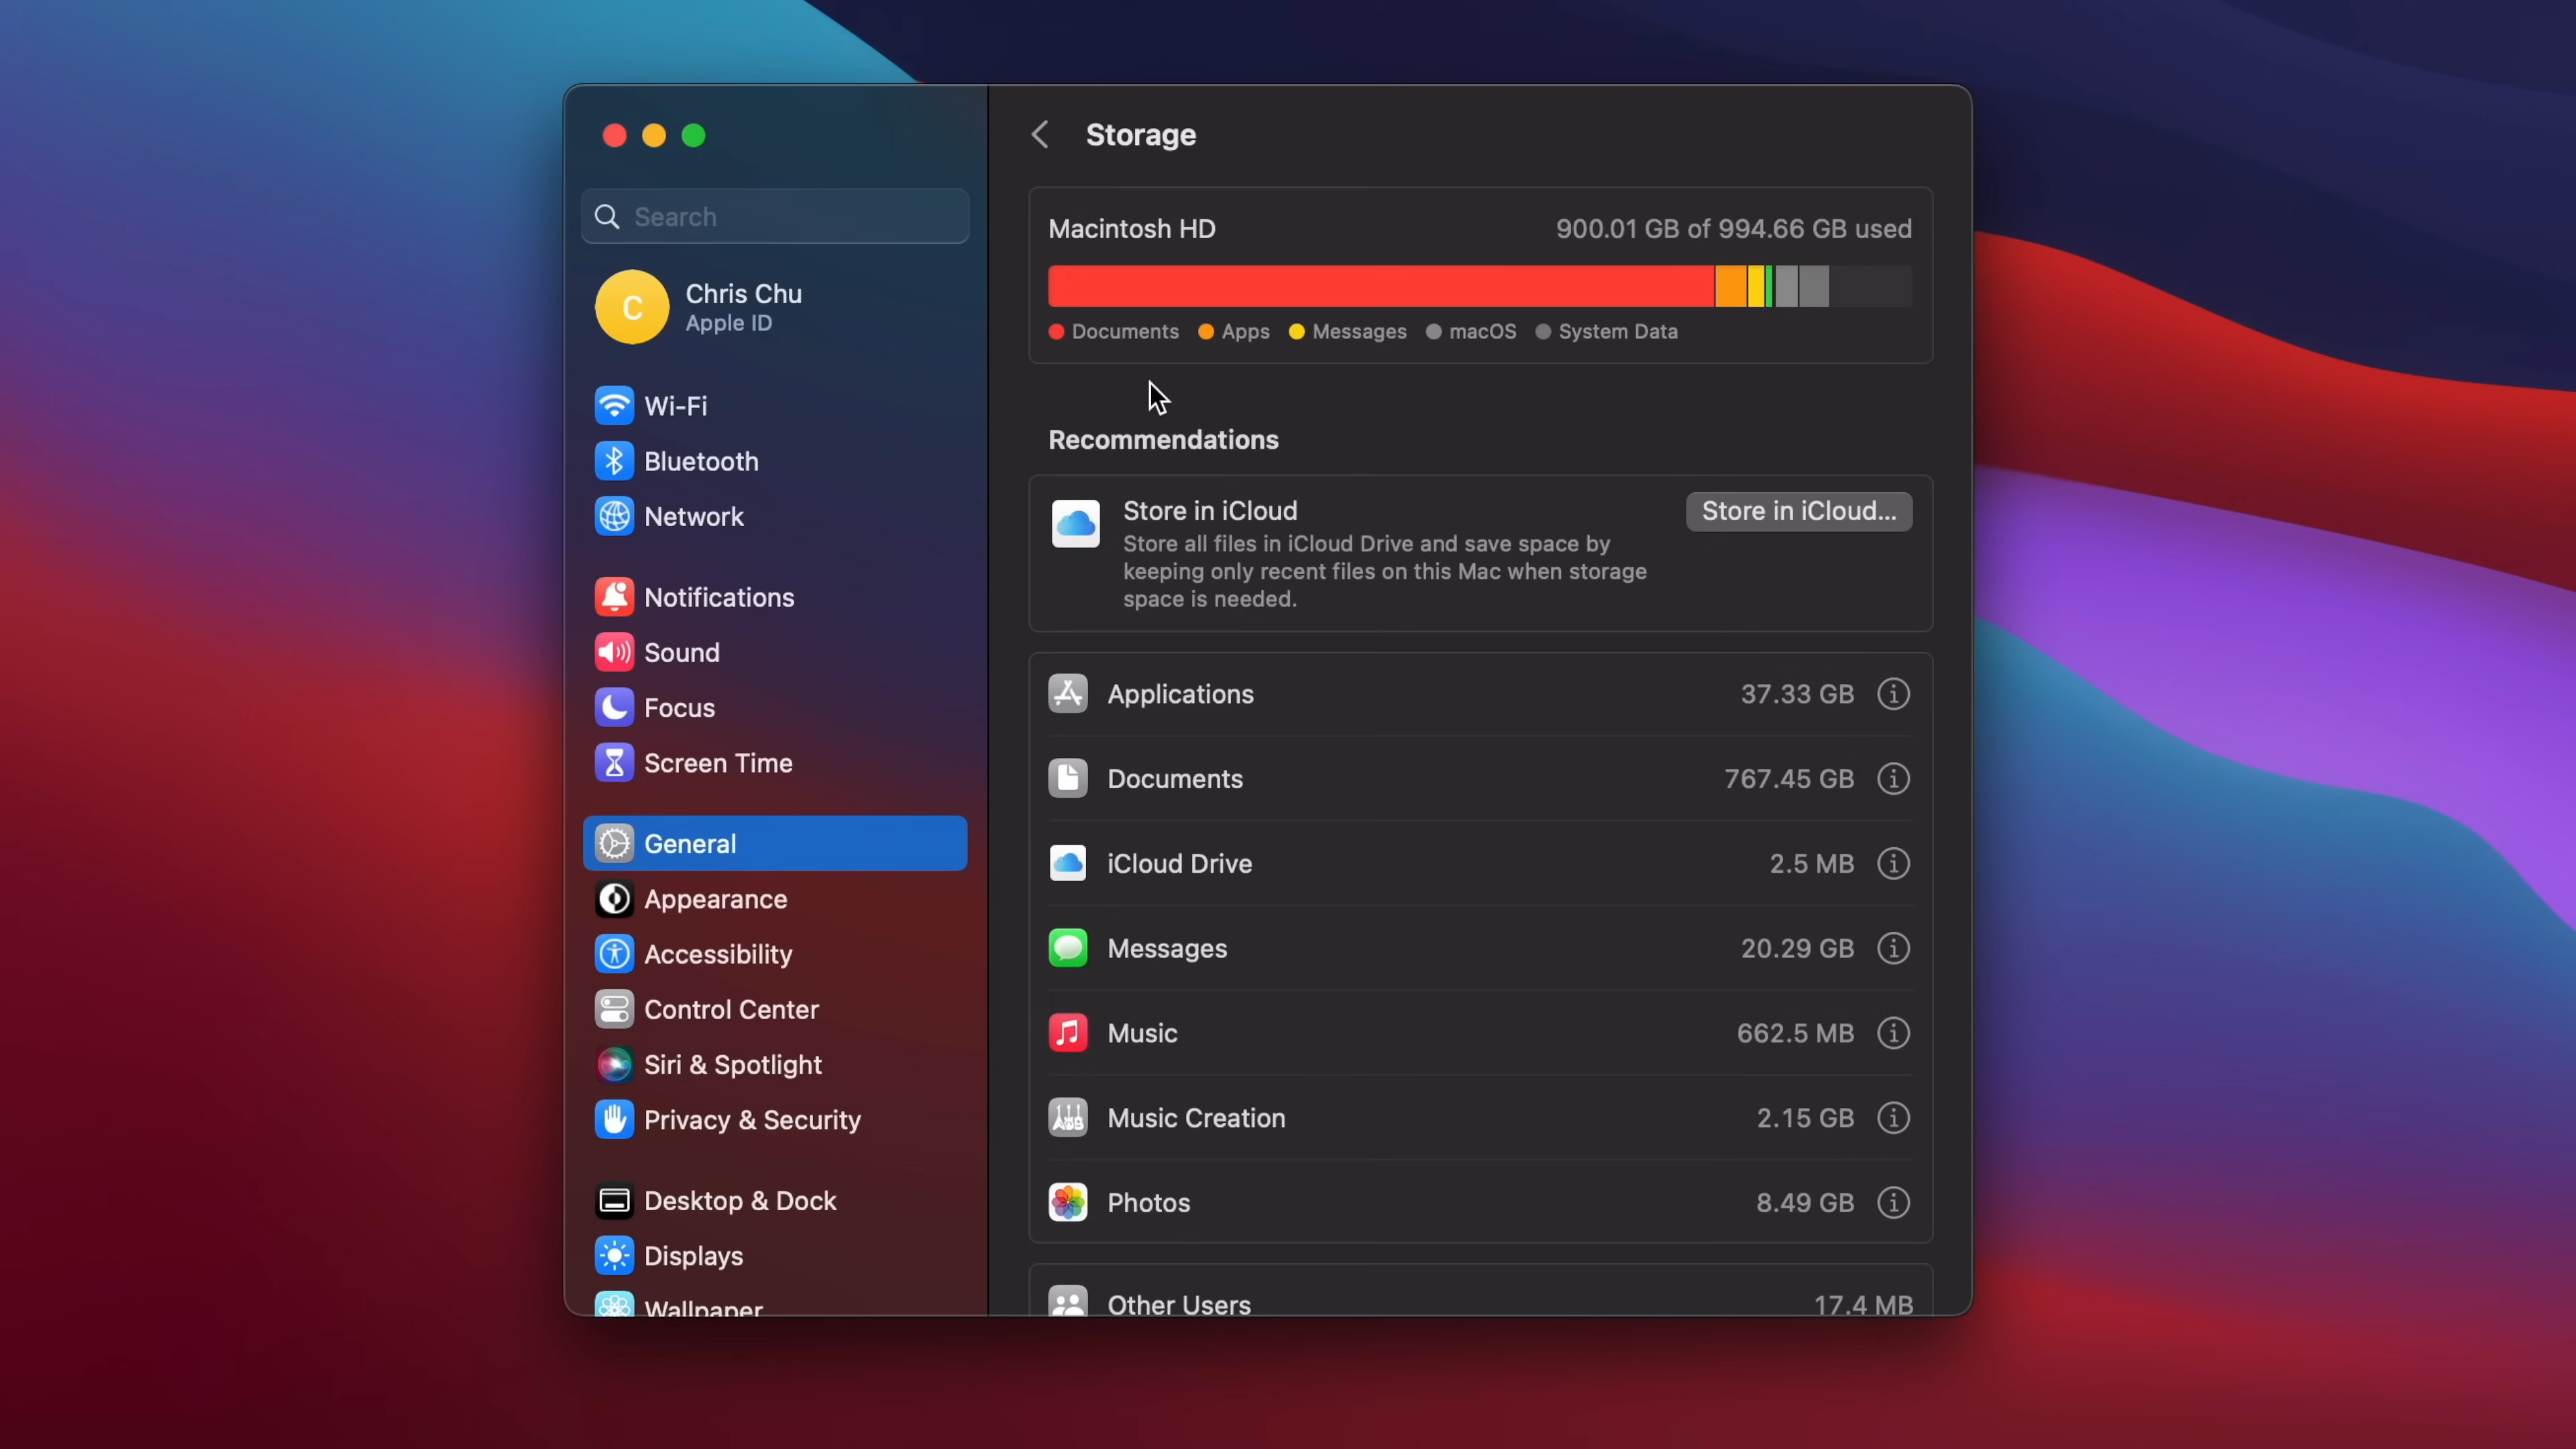 Search
C
Chris Chu
Apple ID
Wi-Fi
Bluetooth
Network
Notifications
Sound
Focus
Screen Time
General
Appearance
Accessibility
Control Center
Siri & Spotlight
Privacy & Security
Desktop & Dock
Displays
Wallpaper
Storage
Macintosh HD 900.01 GB of 994.66 GB used
Documents Apps Messages macOS System Data
Recommendations
Store in iCloud Store in iCloud...
Store all files in iCloud Drive and save space by
keeping only recent files on this Mac when storage
space is needed.
Applications 37.33 GB
Documents 767.45 GB
iCloud Drive 2.5 MB
Messages 20.29 GB
Music 662.5 MB
Music Creation 2.15 GB
Photos 8.49 GB
Other Users 17.4 MB